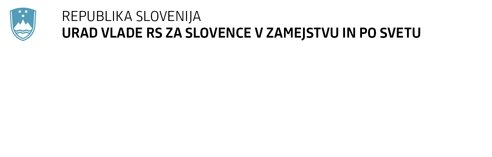 REPUBLIKA SLOVENIJA
URAD VLADE RS ZA SLOVENCE V ZAMEJSTVU IN PO SVETU